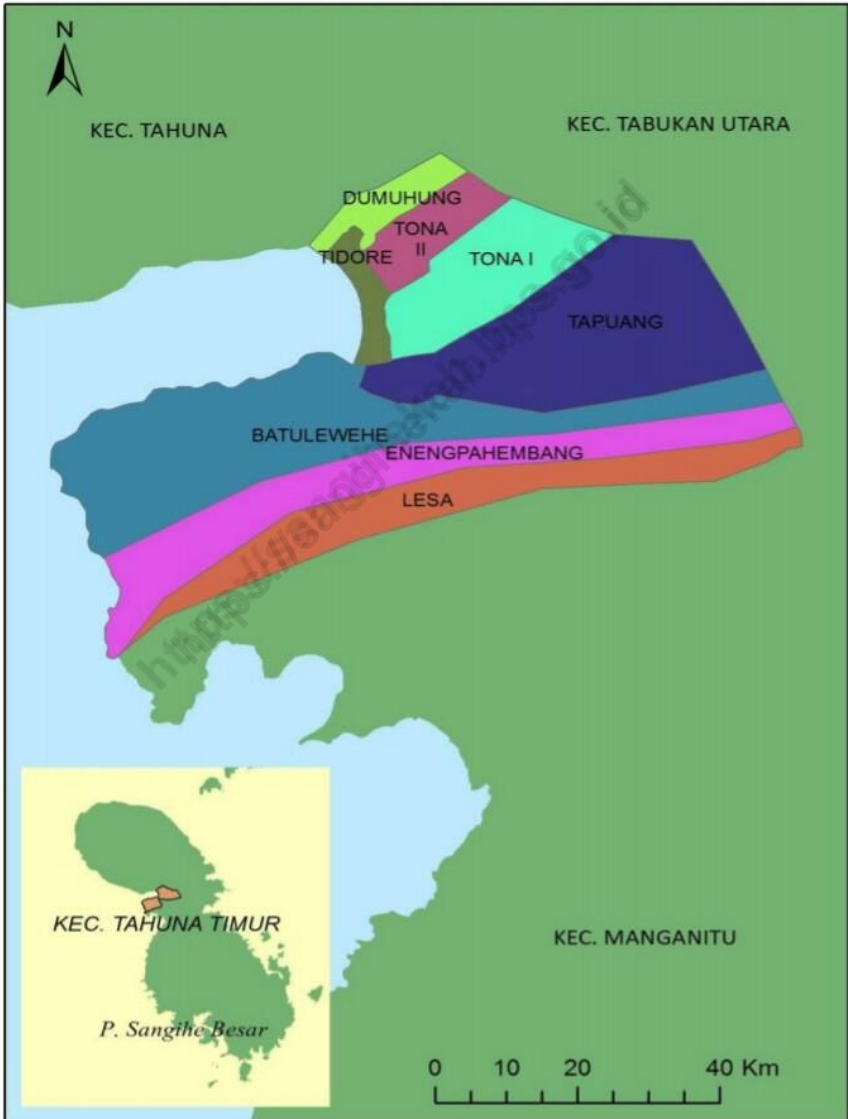 N
KEC. TAHUNA
KEC. TABUKAN UTARA
DUMUHUNG
TONA
II
TIDORE
TONA I
TAPUANG
BATULEWEHE
ENENGPAHEMBANG
LESA
KEC. TAHUNA TIMUR
P. Sangihe Besar
KEC. MANGANITU
0 10 20 40 Km